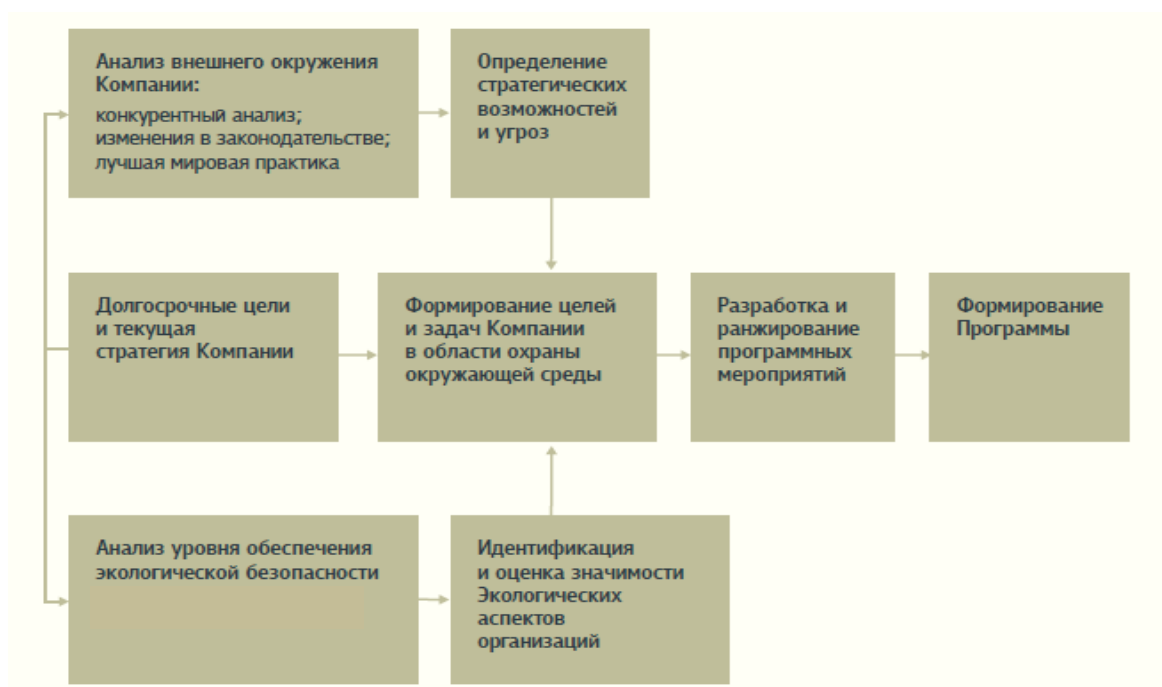 Анализ внешнего окружения
Компании:
конкурентный анализ;
изменения в законодательстве;
лучшая мировая практика
Определение
стратегических
возможностей
и угроз
Долгосрочные цели
и текущая
стратегия Компании
Формирование целей
и задач Компании
в области охраны
окружающей среды
Разработка и
ранжирование
программных
мероприятий
Формирование
Программы
Анализ уровня обеспечения
экологической безопасности
Идентификация
и оценка значимости
Экологических
аспектов
организаций